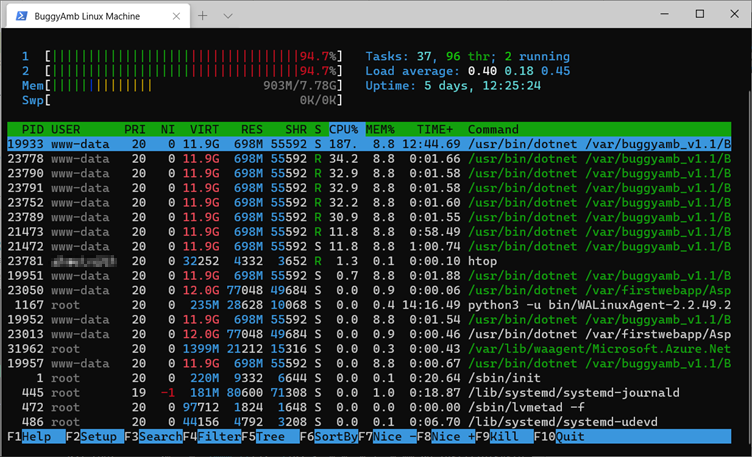 BuggyAmb Linux Machine
1 [94.7%] Tasks: 37, 96 thr; 2 running
2 [94.7%] Load average: 0.40 0.18 0.45
Mem[903M/7.78G] Uptime: 5 days, 12:25:24
Swp[0K/0K]
PID USER PRI NI VIRT RES SHR S CPU% MEM% TIME+ Command
19933 www-data 20 0 11.9G 698M 55592 S 187. 8.8 12:44.69 /usr/bin/dotnet /var/buggyamb_v1.1/B
23778 www-data 20 0 11.9G 698M 55592 R 34.2 8.8 0:01.66 /usr/bin/dotnet /var/buggyamb_v1.1/B
23790 www-data 20 0 11.9G 698M 55592 R 32.9 8.8 0:01.58 /usr/bin/dotnet /var/buggyamb_v1.1/B
23791 www-data 20 0 11.9G 698M 55592 R 32.9 8.8 0:01.58 /usr/bin/dotnet /var/buggyamb_v1.1/B
23752 www-data 20 0 11.9G 698M 55592 R 32.2 8.8 0:01.60 /usr/bin/dotnet /var/buggyamb_v1.1/B
23789 www-data 20 0 11.9G 698M 55592 R 30.9 8.8 0:01.55 /usr/bin/dotnet /var/buggyamb_v1.1/B
21473 www-data 20 0 11.9G 698M 55592 R 11.8 8.8 0:58.49 /usr/bin/dotnet /var/buggyamb_v1.1/B
21472 www-data 20 0 11.9G 698M 55592 S 11.8 8.8 1:00.74 /usr/bin/dotnet /var/buggyamb_v1.1/B
23781 20 0 32252 4332 3652 R 1.3 0.1 0:00.10 htop
19951 www-data 20 0 11.9G 698M 55592 S 0.7 8.8 0:01.88 /usr/bin/dotnet /var/buggyamb_v1.1/B
23050 www-data 20 0 12.0G 77048 49684 S 0.0 0.9 0:00.06 /usr/bin/dotnet /var/firstwebapp/Asp
1167 root 20 0 235M 28628 10068 S 0.0 0.4 14:16.49 python3 -u bin/WALinuxAgent-2.2.49.2
19952 www-data 20 0 11.9G 698M 55592 S 0.0 8.8 0:01.54 /usr/bin/dotnet /var/buggyamb_v1.1/B
23013 www-data 20 0 12.0G 77048 49684 S 0.0 0.9 0:00.46 /usr/bin/dotnet /var/firstwebapp/Asp
31962 root 20 0 1399M 21212 15316 S 0.0 0.3 0:00.43 /var/lib/waagent/Microsoft.Azure.Net
19957 www-data 20 0 11.9G 698M 55592 S 0.0 8.8 0:00.67 /usr/bin/dotnet /var/buggyamb_v1.1/B
1 root 20 0 220M 9332 6644 S 0.0 0.1 0:20.64 /sbin/init
445 root 19 -1 181M 80600 71308 S 0.0 1.0 0:18.87 /lib/systemd/systemd-journald
472 root 20 0 97712 1824 1648 S 0.0 0.0 0:00.00 /sbin/lvmetad -f
486 root 20 0 44156 4792 3208 S 0.0 0.1 0:06.70 /lib/systemd/systemd-udevd
F1Help F2Setup F3SearchF4FilterF5Tree F6SortByF7Nice -F8Nice +F9Kill F10Quit